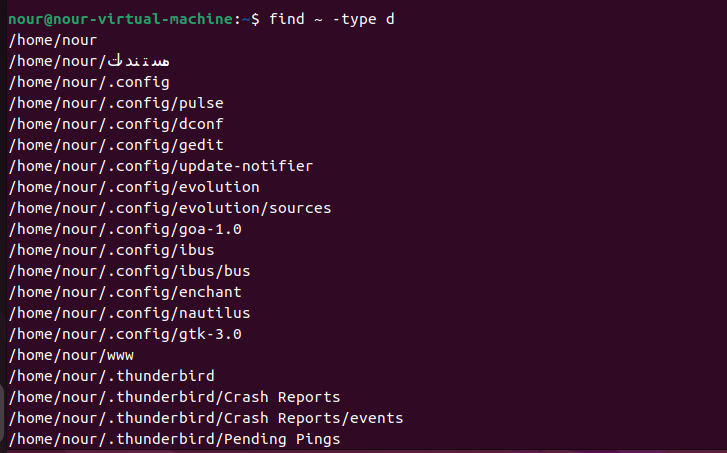 nour@nour-virtual-machine:~$ find ~ -type d
/home/nour
/home/nour/مستندات
/home/nour/.config
/home/nour/.config/pulse
/home/nour/.config/dconf
/home/nour/.config/gedit
/home/nour/.config/update-notifier
/home/nour/.config/evolution
/home/nour/.config/evolution/sources
/home/nour/.config/goa-1.0
/home/nour/.config/ibus
/home/nour/.config/ibus/bus
/home/nour/.config/enchant
/home/nour/.config/nautilus
/home/nour/.config/gtk-3.0
/home/nour/www
/home/nour/.thunderbird
/home/nour/.thunderbird/Crash Reports
/home/nour/.thunderbird/Crash Reports/events
/home/nour/.thunderbird/Pending Pings